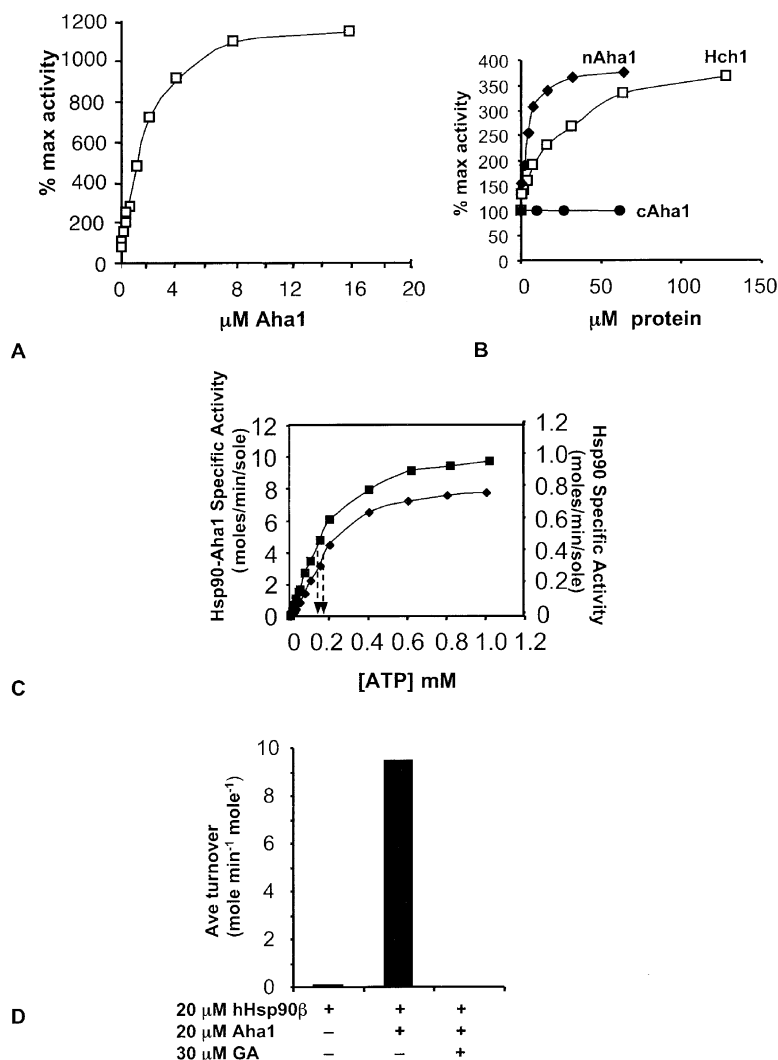 1200
1000
800
600
400
200
0
% max activity
0 4 8 12 16 20
μM Aha1
A
400
350
300
250
200
150
100
50
0
% max activity
nAha1
Hch1
cAha1
0 50 100 150
μM protein
B
Hsp90-Aha1 Specific Activity
(moles/min/sole)
12
10
8
6
4
2
0
1.2
1.0
0.8
0.6
0.4
0.2
0
Hsp90 Specific Activity
(moles/min/sole)
0 0.2 0.4 0.6 0.8 1.0 1.2
[ATP] mM
C
10
8
6
4
2
0
Ave turnover
(mole min-1 mole-1)
20 μM hHsp90β + + +
20 μM Aha1 – + +
30 μM GA – – +
D